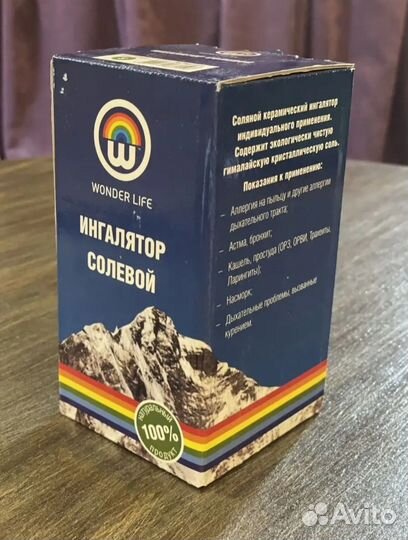 WONDER LIFE
ИНГАЛЯТОР
СОЛЕВОЙ
натуральный
100%
продукт
Соляной керамический ингалятор
индивидуального применения.
Содержит экологически чистую
гималайскую кристаллическую соль.
Показания к применению:
– Аллергия на пыльцу и другие аллергии
дыхательного тракта;
– Астма, бронхит;
– Кашель, простуда (ОРЗ, ОРВИ, Трахеиты,
Ларингиты);
– Насморк;
– Дыхательные проблемы, вызванные
курением.
Avito